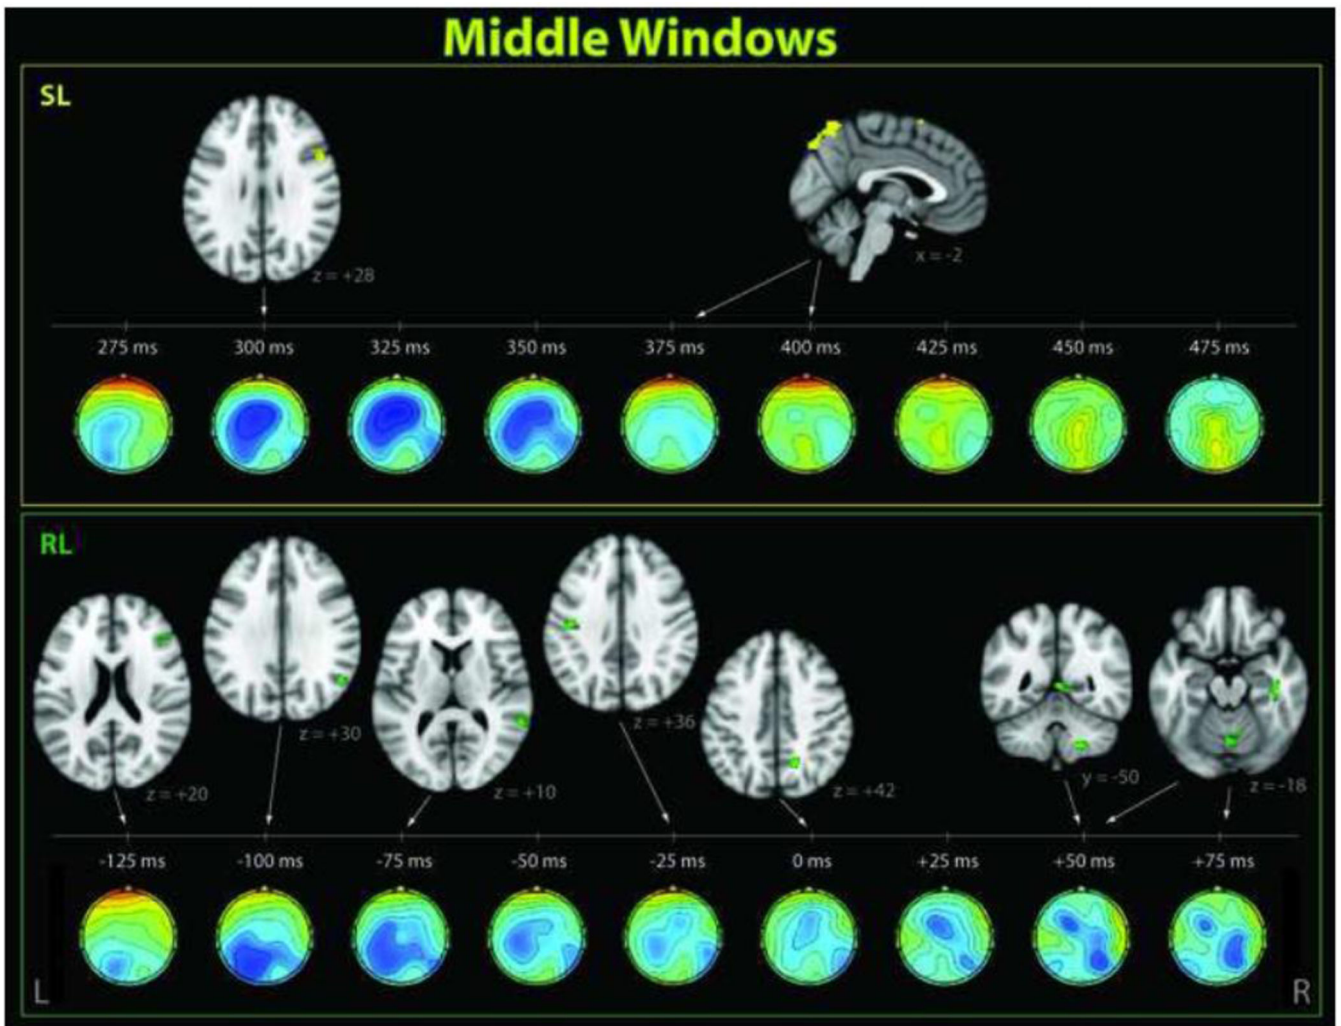 Middle Windows
SL
z = +28
x = -2
275 ms 300 ms 325 ms 350 ms 375 ms 400 ms 425 ms 450 ms 475 ms
RL
z = +20
z = +30
z = +10
z = +36
z = +42
y = -50
z = -18
-125 ms -100 ms -75 ms -50 ms -25 ms 0 ms +25 ms +50 ms +75 ms
L R